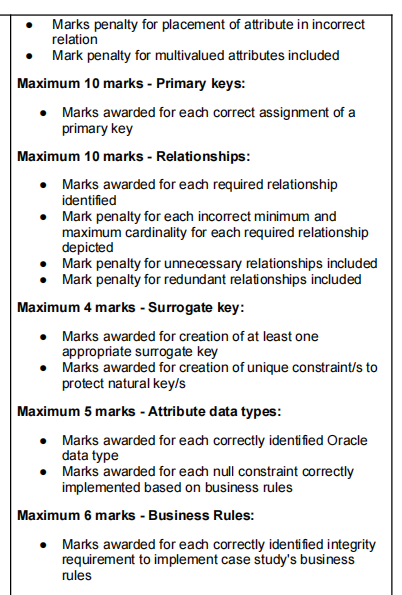 ● Marks penalty for placement of attribute in incorrect
relation
● Mark penalty for multivalued attributes included
Maximum 10 marks - Primary keys:
● Marks awarded for each correct assignment of a
primary key
Maximum 10 marks - Relationships:
● Marks awarded for each required relationship
identified
● Mark penalty for each incorrect minimum and
maximum cardinality for each required relationship
depicted
● Mark penalty for unnecessary relationships included
● Mark penalty for redundant relationships included
Maximum 4 marks - Surrogate key:
● Marks awarded for creation of at least one
appropriate surrogate key
● Marks awarded for creation of unique constraint/s to
protect natural key/s
Maximum 5 marks - Attribute data types:
● Marks awarded for each correctly identified Oracle
data type
● Marks awarded for each null constraint correctly
implemented based on business rules
Maximum 6 marks - Business Rules:
● Marks awarded for each correctly identified integrity
requirement to implement case study's business
rules